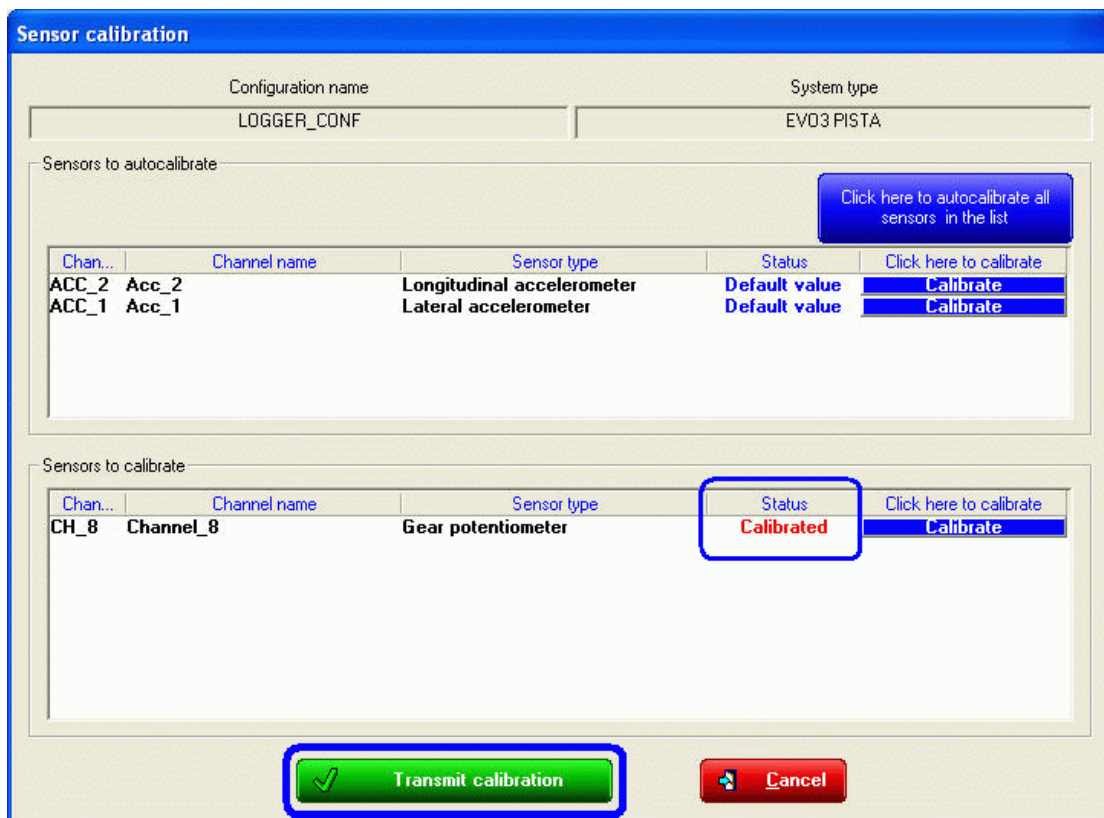 Sensor calibration
Configuration name System type
LOGGER_CONF EVO3 PISTA
Sensors to autocalibrate
Click here to autocalibrate all
sensors in the list
Chan... Channel name Sensor type Status Click here to calibrate
ACC_2 Acc_2 Longitudinal accelerometer Default value Calibrate
ACC_1 Acc_1 Lateral accelerometer Default value Calibrate
Sensors to calibrate
Chan... Channel name Sensor type Status Click here to calibrate
CH_8 Channel_8 Gear potentiometer Calibrated Calibrate
Transmit calibration Cancel